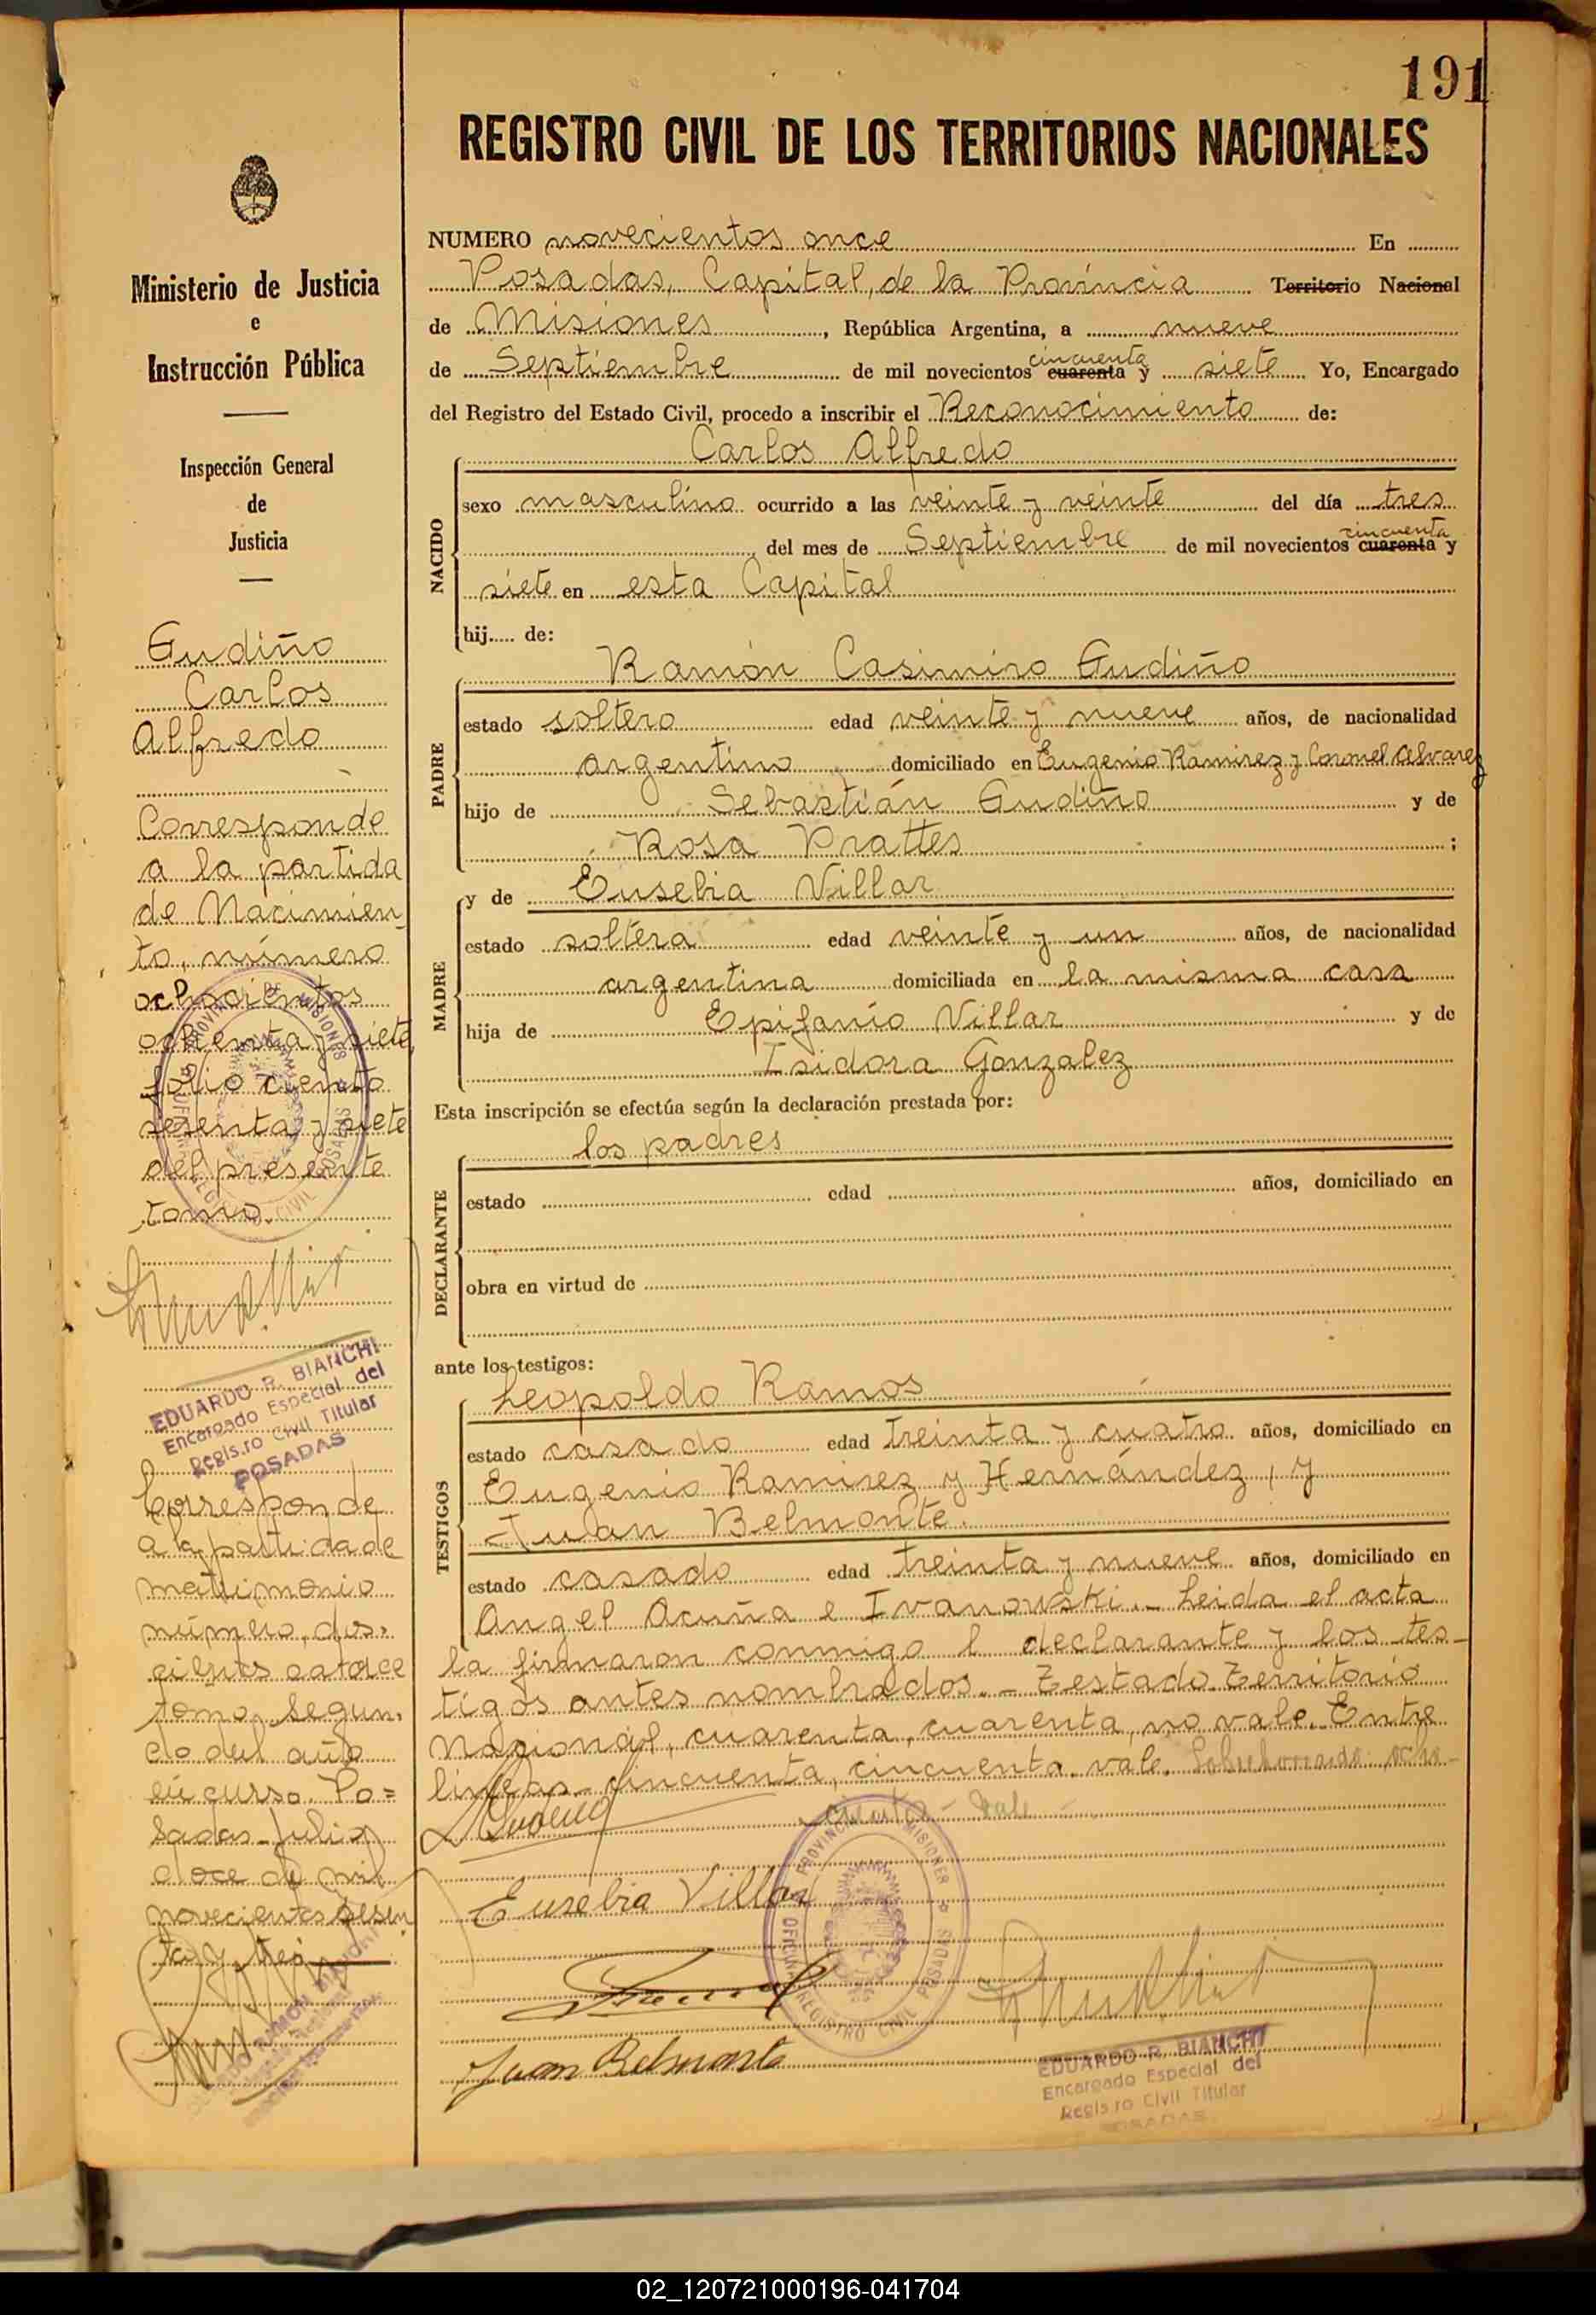 191
REGISTRO CIVIL DE LOS TERRITORIOS NACIONALES
Ministerio de Justicia
e
Instrucción Pública
Inspección General
de
Justicia
Gudiño
Carlos
Alfredo
Corresponde
a la partida
de Nacimien
to, número
ochocientos
ochenta y siete,
folio ciento
sesenta y siete
del presente
tomo.
EDUARDO R. BIANCHI
Encargado Especial del
Regis.ro Civil Titular
POSADAS
Corresponde
a la partida de
matrimonio
número dos-
cientos catorce
tomo segun-
do del año
en curso. Po=
sadas Julio
doce de mil
novecientos sesen
ta y tres
NUMERO novecientos once En
Posadas, Capital, de la Provincia Territorio Nacional
de Misiones, República Argentina, a nueve
de Septiembre de mil novecientos cincuenta cuarenta y siete Yo, Encargado
del Registro del Estado Civil, procedo a inscribir el Reconocimiento de:
NACIDO
Carlos Alfredo
sexo masculino ocurrido a las veinte y veinte del día tres
del mes de Septiembre de mil novecientos cincuenta cuarenta y
siete en esta Capital
hij..... de:
PADRE
Ramón Casimiro Gudiño
estado soltero edad veinte y nueve años, de nacionalidad
argentino domiciliado en Eugenio Ramirez y Coronel Alvarez
hijo de Sebastián Gudiño y de
Rosa Prattes ;
MADRE
y de Eusebia Villar
estado soltera edad veinte y un años, de nacionalidad
argentina domiciliada en la misma casa
hija de Epifanio Villar y de
Isidora Gonzalez
Esta inscripción se efectúa según la declaración prestada por:
DECLARANTE
los padres
estado edad años, domiciliado en
obra en virtud de
ante los testigos:
TESTIGOS
Leopoldo Ramos
estado casado edad treinta y cuatro años, domiciliado en
Eugenio Ramirez y Hernández, y
Juan Belmonte.
estado casado edad treinta y nueve años, domiciliado en
Angel Acuña e Ivanowski.- Leida el acta
la firmaron conmigo l declarante y los tes-
tigos antes nombrados.- Testado. Territorio
Nacional, cuarenta, cuarenta, no vale. Entre
lineas- cincuenta, cincuenta. vale. Sobreborrado: ocho-
cientos - vale -
Eusebia Villar
Juan Belmonte
PROVINCIA DE MISIONES
OFICINA REGISTRO CIVIL POSADAS
EDUARDO R. BIANCHI
Encargado Especial del
Regis.ro Civil Titular
POSADAS
02_120721000196-041704